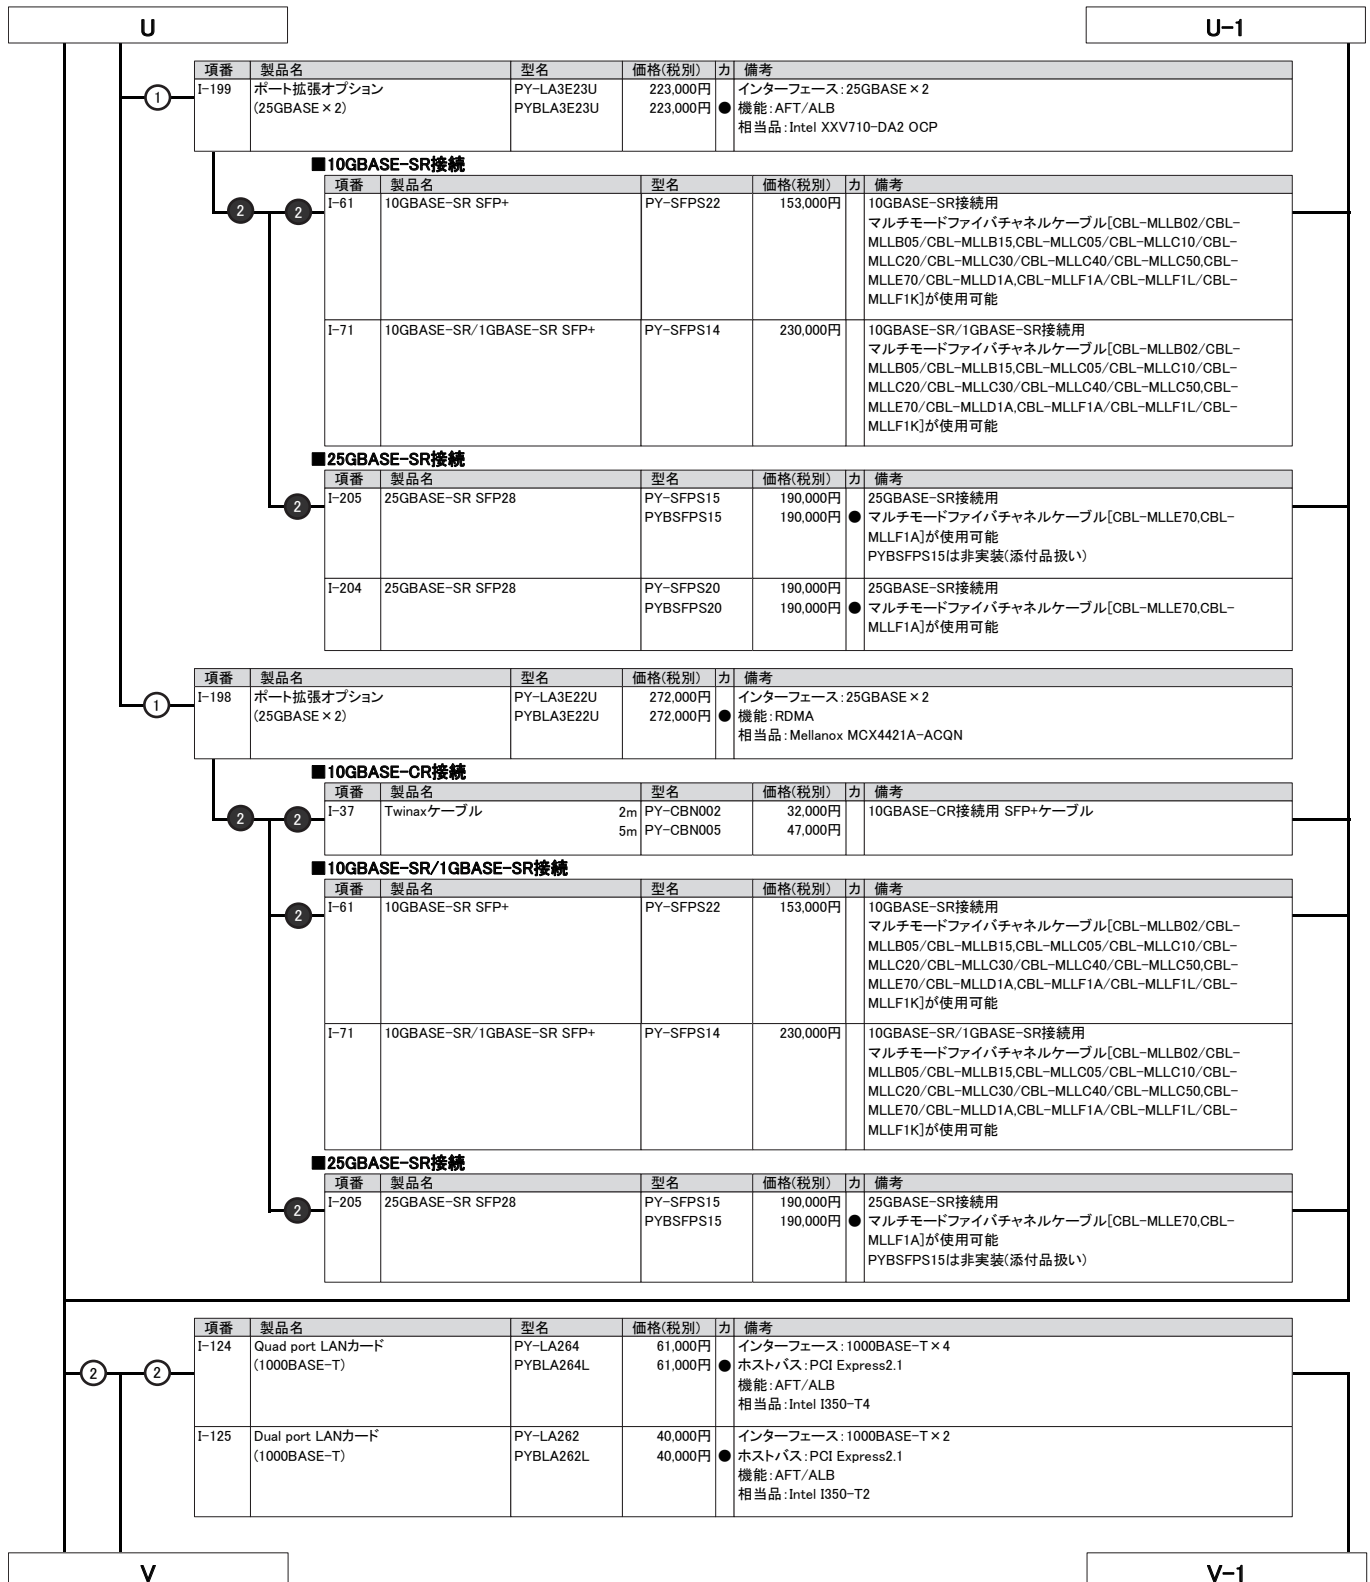 U
U-1
項番 製品名 型名 価格(税別) カ 備考
I-199 ポート拡張オプション PY-LA3E23U 223,000円 インターフェース:25GBASE×2
1
(25GBASE×2) PYBLA3E23U 223,000円 ● 機能:AFT/ALB
相当品:Intel XXV710-DA2 OCP
■10GBASE-SR接続
項番 製品名 型名 価格(税別) カ 備考
2 2 I-61 10GBASE-SR SFP+ PY-SFPS22 153,000円 10GBASE-SR接続用
マルチモードファイバチャネルケーブル[CBL-MLLB02/CBL-
MLLB05/CBL-MLLB15,CBL-MLLC05/CBL-MLLC10/CBL-
MLLC20/CBL-MLLC30/CBL-MLLC40/CBL-MLLC50,CBL-
MLLE70/CBL-MLLD1A,CBL-MLLF1A/CBL-MLLF1L/CBL-
MLLF1K]が使用可能
I-71 10GBASE-SR/1GBASE-SR SFP+ PY-SFPS14 230,000円 10GBASE-SR/1GBASE-SR接続用
マルチモードファイバチャネルケーブル[CBL-MLLB02/CBL-
MLLB05/CBL-MLLB15,CBL-MLLC05/CBL-MLLC10/CBL-
MLLC20/CBL-MLLC30/CBL-MLLC40/CBL-MLLC50,CBL-
MLLE70/CBL-MLLD1A,CBL-MLLF1A/CBL-MLLF1L/CBL-
MLLF1K]が使用可能
■25GBASE-SR接続
項番 製品名 型名 価格(税別) カ 備考
2 I-205 25GBASE-SR SFP28 PY-SFPS15 190,000円 25GBASE-SR接続用
PYBSFPS15 190,000円 ● マルチモードファイバチャネルケーブル[CBL-MLLE70,CBL-
MLLF1A]が使用可能
PYBSFPS15は非実装(添付品扱い)
I-204 25GBASE-SR SFP28 PY-SFPS20 190,000円 25GBASE-SR接続用
PYBSFPS20 190,000円 ● マルチモードファイバチャネルケーブル[CBL-MLLE70,CBL-
MLLF1A]が使用可能
項番 製品名 型名 価格(税別) カ 備考
1 I-198 ポート拡張オプション PY-LA3E22U 272,000円 インターフェース:25GBASE×2
(25GBASE×2) PYBLA3E22U 272,000円 ● 機能:RDMA
相当品:Mellanox MCX4421A-ACQN
■10GBASE-CR接続
項番 製品名 型名 価格(税別) カ 備考
2 2 I-37 Twinaxケーブル 2m PY-CBN002 32,000円 10GBASE-CR接続用 SFP+ケーブル
5m PY-CBN005 47,000円
■10GBASE-SR/1GBASE-SR接続
項番 製品名 型名 価格(税別) カ 備考
2 I-61 10GBASE-SR SFP+ PY-SFPS22 153,000円 10GBASE-SR接続用
マルチモードファイバチャネルケーブル[CBL-MLLB02/CBL-
MLLB05/CBL-MLLB15,CBL-MLLC05/CBL-MLLC10/CBL-
MLLC20/CBL-MLLC30/CBL-MLLC40/CBL-MLLC50,CBL-
MLLE70/CBL-MLLD1A,CBL-MLLF1A/CBL-MLLF1L/CBL-
MLLF1K]が使用可能
I-71 10GBASE-SR/1GBASE-SR SFP+ PY-SFPS14 230,000円 10GBASE-SR/1GBASE-SR接続用
マルチモードファイバチャネルケーブル[CBL-MLLB02/CBL-
MLLB05/CBL-MLLB15,CBL-MLLC05/CBL-MLLC10/CBL-
MLLC20/CBL-MLLC30/CBL-MLLC40/CBL-MLLC50,CBL-
MLLE70/CBL-MLLD1A,CBL-MLLF1A/CBL-MLLF1L/CBL-
MLLF1K]が使用可能
■25GBASE-SR接続
項番 製品名 型名 価格(税別) カ 備考
2 I-205 25GBASE-SR SFP28 PY-SFPS15 190,000円 25GBASE-SR接続用
PYBSFPS15 190,000円 ● マルチモードファイバチャネルケーブル[CBL-MLLE70,CBL-
MLLF1A]が使用可能
PYBSFPS15は非実装(添付品扱い)
項番 製品名 型名 価格(税別) カ 備考
2 2 I-124 Quad port LANカード PY-LA264 61,000円 インターフェース:1000BASE-T×4
(1000BASE-T) PYBLA264L 61,000円 ● ホストバス:PCI Express2.1
機能:AFT/ALB
相当品:Intel I350-T4
I-125 Dual port LANカード PY-LA262 40,000円 インターフェース:1000BASE-T×2
(1000BASE-T) PYBLA262L 40,000円 ● ホストバス:PCI Express2.1
機能:AFT/ALB
相当品:Intel I350-T2
V
V-1